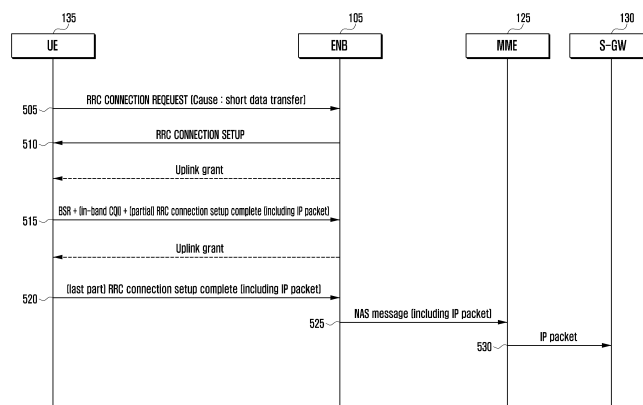 135
105
125
130
UE
ENB
MME
S-GW
505
RRC CONNECTION REQEUEST (Cause : short data transfer)
510
RRC CONNECTION SETUP
Uplink grant
515
BSR + (in-band CQI) + (partial) RRC connection setup complete (including IP packet)
Uplink grant
520
(last part) RRC connection setup complete (including IP packet)
525
NAS message (including IP packet)
530
IP packet